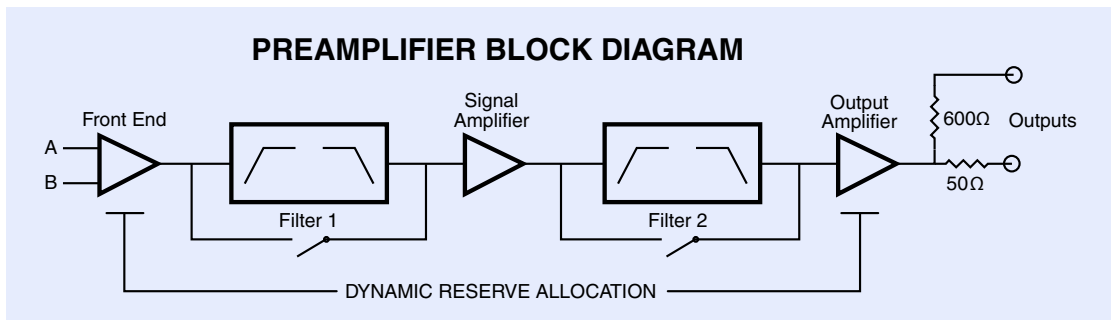 PREAMPLIFIER BLOCK DIAGRAM
Front End
Signal
Amplifier
Output
Amplifier
600Ω
Outputs
A
B
50Ω
Filter 1
Filter 2
DYNAMIC RESERVE ALLOCATION